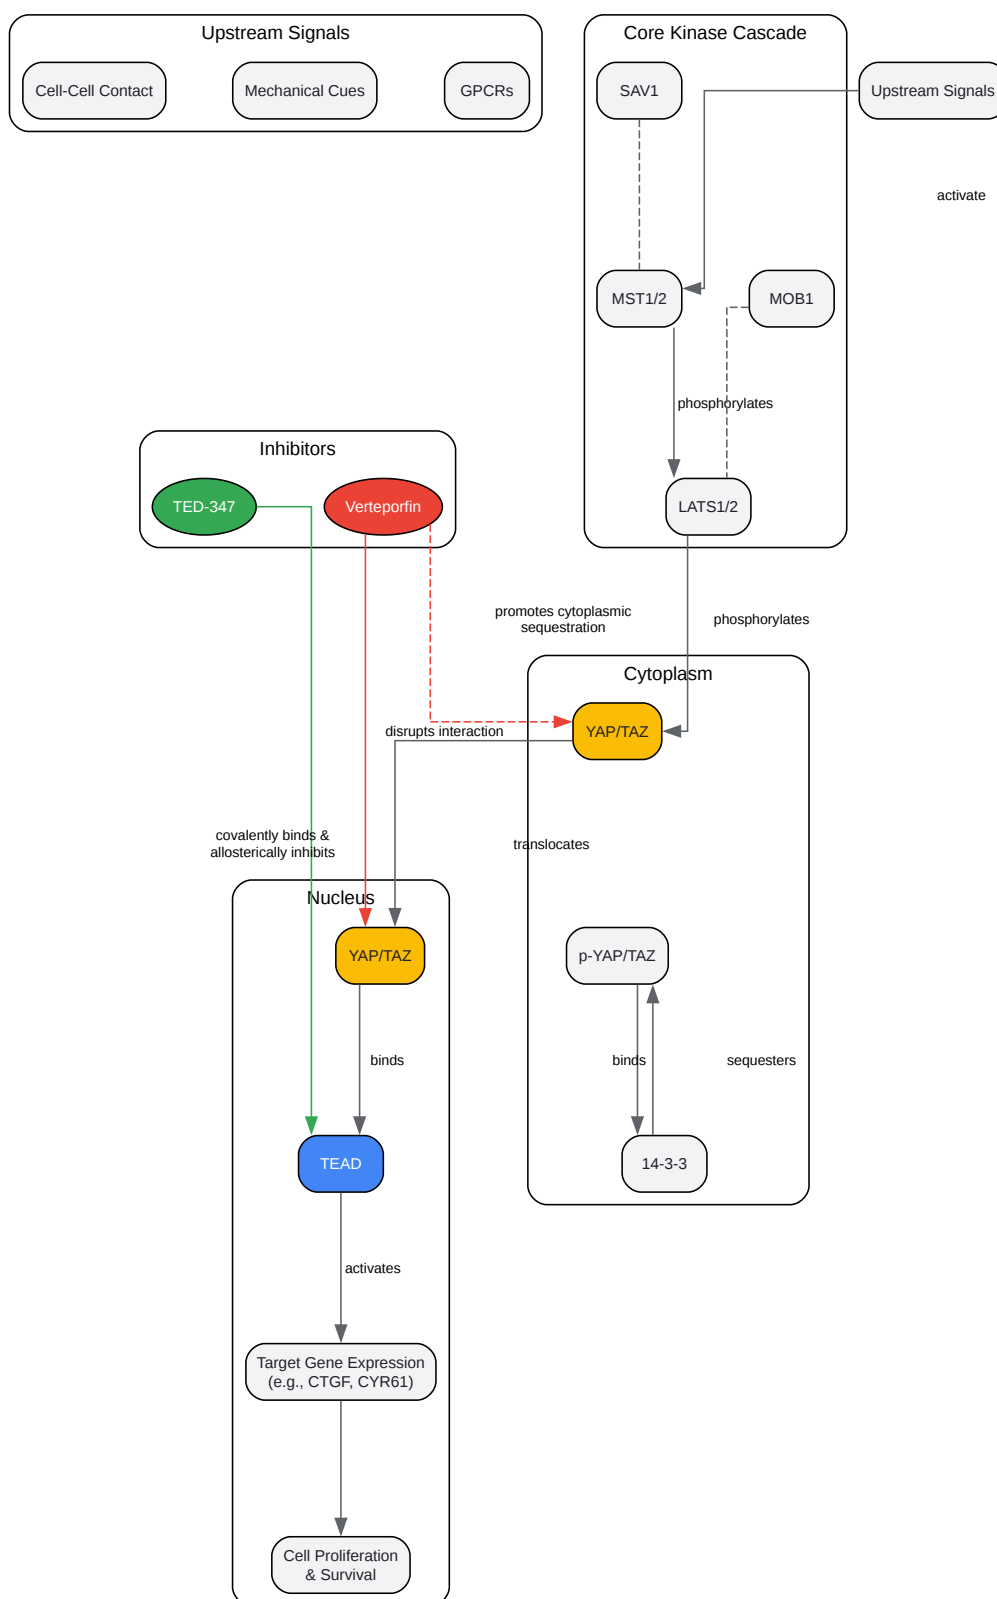 Upstream Signals
Core Kinase Cascade
Cell-Cell Contact
Mechanical Cues
GPCRs
SAV1
Upstream Signals
activate
MST1/2
MOB1
phosphorylates
Inhibitors
TED-347
Verteporfin
LATS1/2
promotes cytoplasmic
sequestration
phosphorylates
Cytoplasm
YAP/TAZ
disrupts interaction
covalently binds &
allosterically inhibits
translocates
Nucleus
YAP/TAZ
p-YAP/TAZ
binds
binds
sequesters
TEAD
14-3-3
activates
Target Gene Expression
(e.g., CTGF, CYR61)
Cell Proliferation
& Survival